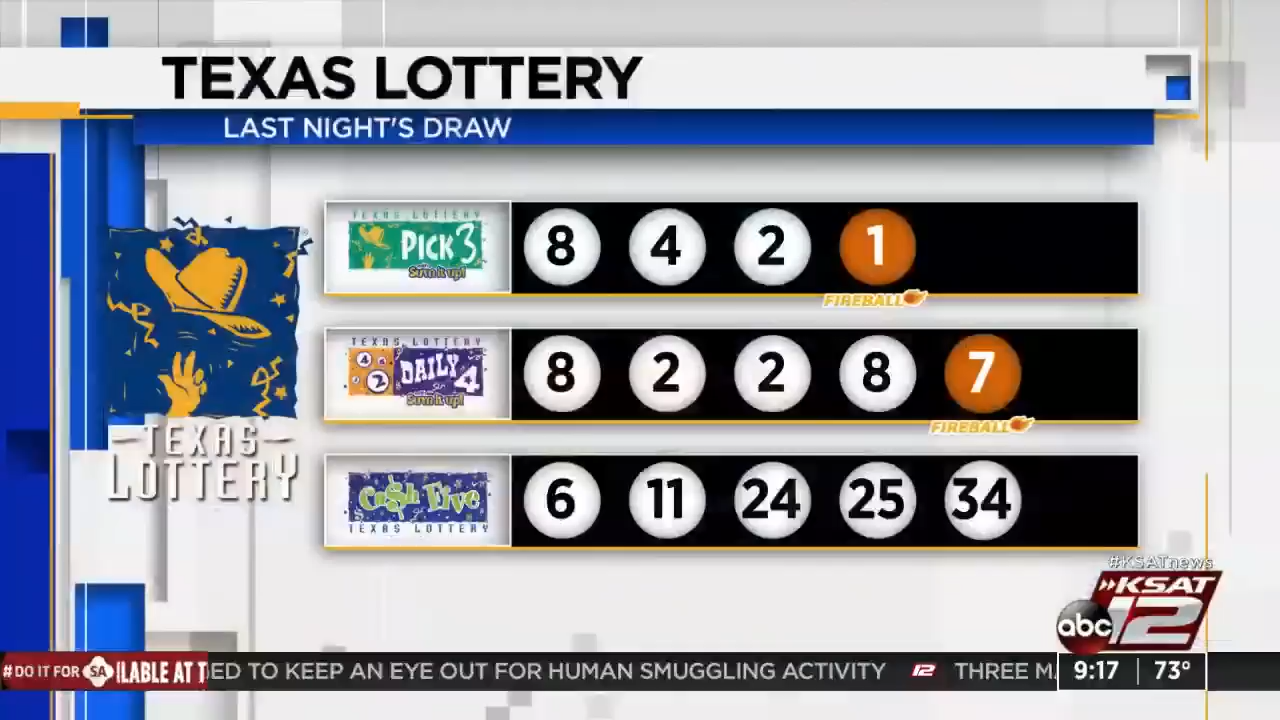 TEXAS LOTTERY
LAST NIGHT'S DRAW
TEXAS LOTTERY
PICK 3
Sum it up!
8 4 2 1
FIREBALL
TEXAS LOTTERY
4 2
DAILY 4
Sum it up!
8 2 2 8 7
FIREBALL
Cash Five
TEXAS LOTTERY
6 11 24 25 34
TEXAS
LOTTERY
#KSATnews
KSAT
abc 12
#DO IT FOR SA
ILABLE AT
ED TO KEEP AN EYE OUT FOR HUMAN SMUGGLING ACTIVITY 12 THREE
9:17 73°